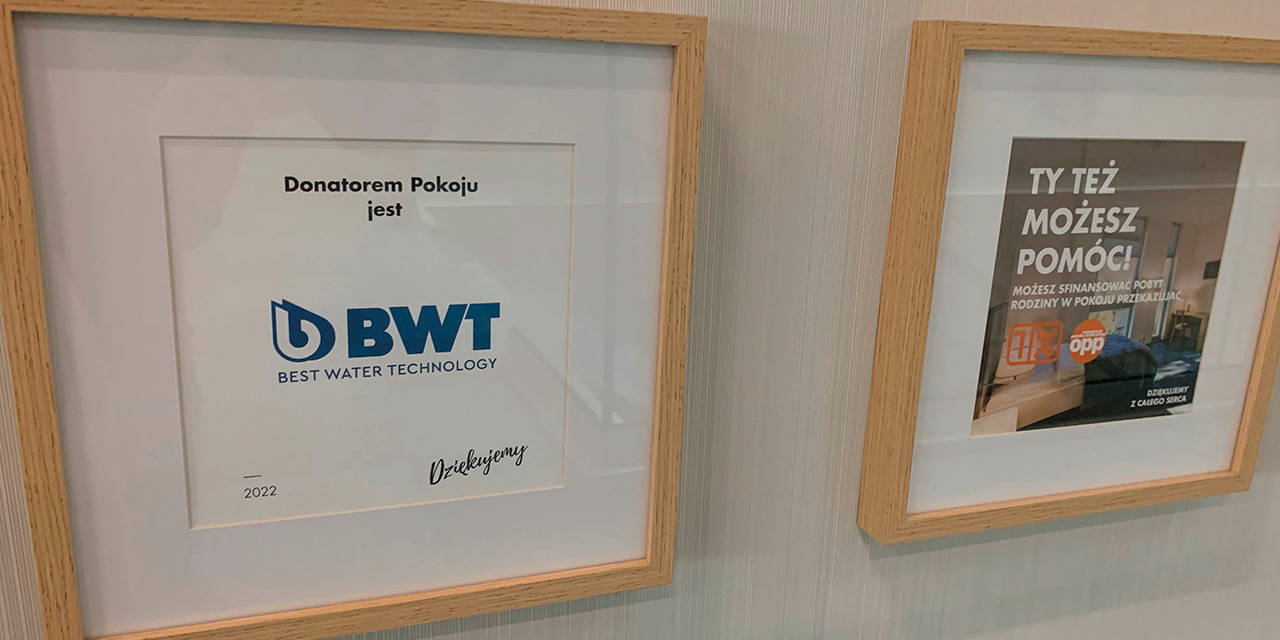 Donatorem Pokoju
jest
BWT
BEST WATER TECHNOLOGY
2022
Dziękujemy
TY TEŻ
MOŻESZ
POMÓC!
MOŻESZ SFINANSOWAĆ POBYT
RODZINY W POKOJU PRZEKAZUJĄC
1%
opp
DZIĘKUJEMY
Z CAŁEGO SERCA